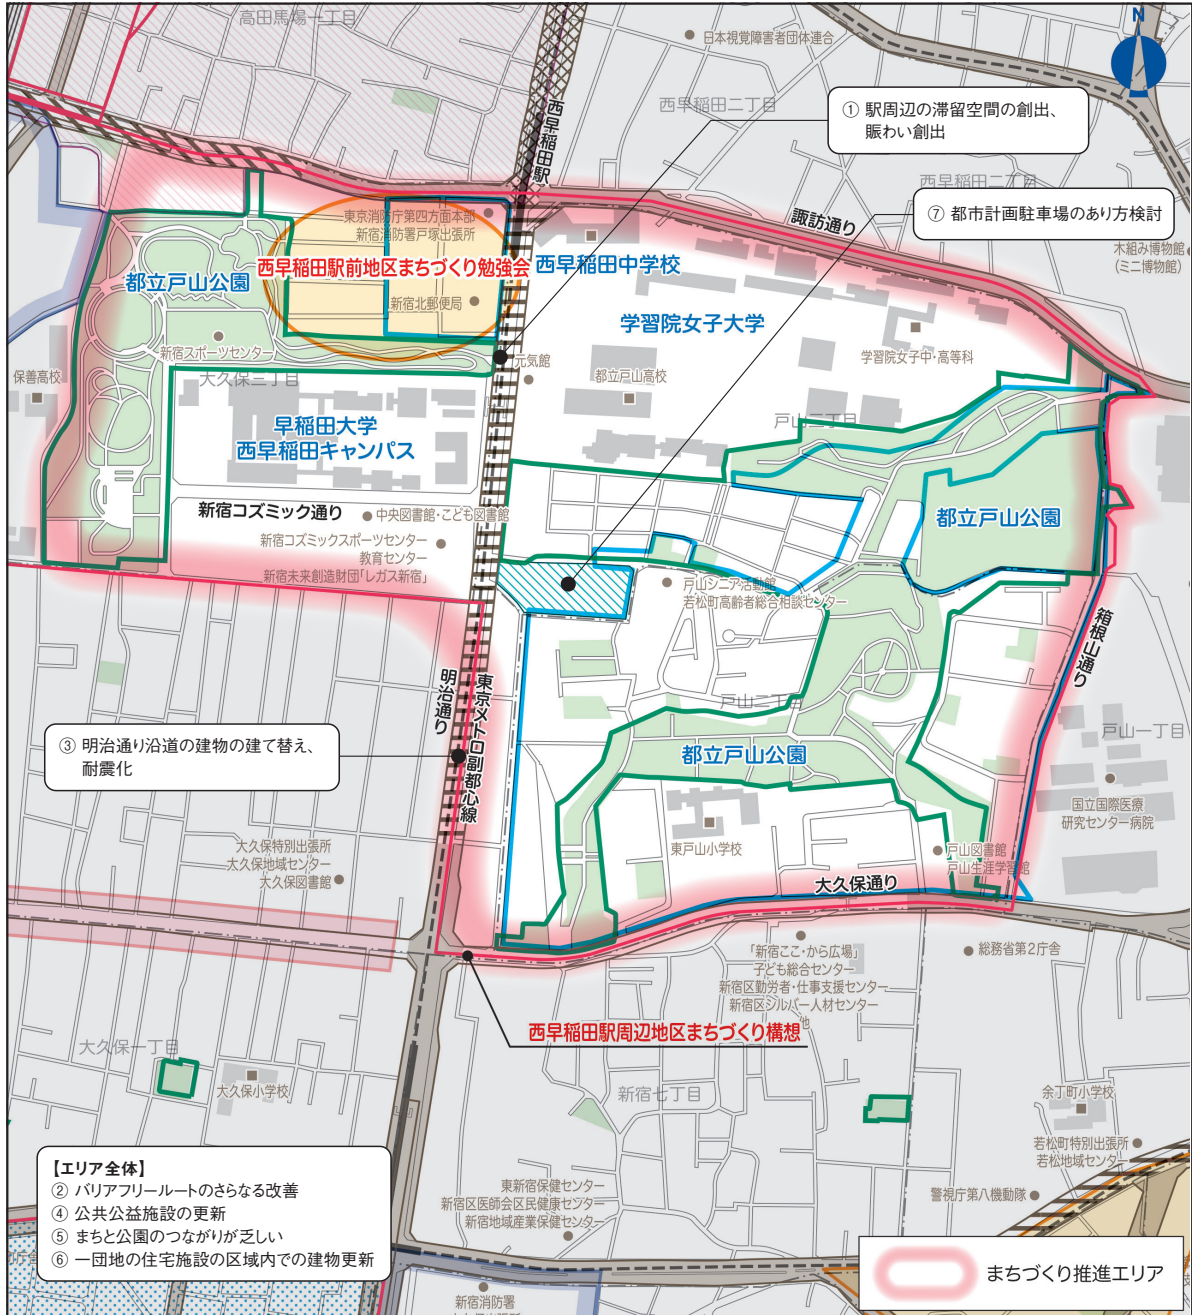 高田馬場一丁目
日本視覚障害者団体連合
N
西早稲田二丁目
① 駅周辺の滞留空間の創出、
賑わい創出
西早稲田駅
西早稲田二丁目
⑦ 都市計画駐車場のあり方検討
諏訪通り
木組み博物館
(ミニ博物館)
東京消防庁第四方面本部
新宿消防署戸塚出張所
西早稲田駅前地区まちづくり勉強会
西早稲田中学校
都立戸山公園
新宿北郵便局
学習院女子大学
新宿スポーツセンター
元気館
学習院女子中・高等科
保善高校
大久保三丁目
都立戸山高校
早稲田大学
西早稲田キャンパス
戸山三丁目
新宿コズミック通り
中央図書館・こども図書館
都立戸山公園
新宿コズミックスポーツセンター
教育センター
新宿未来創造財団「レガス新宿」
戸山シニア活動館
若松町高齢者総合相談センター
箱根山通り
明治通り
東京メトロ副都心線
戸山二丁目
戸山一丁目
③ 明治通り沿道の建物の建て替え、
耐震化
都立戸山公園
国立国際医療
研究センター病院
大久保特別出張所
大久保地域センター
大久保図書館
東戸山小学校
戸山図書館
戸山生涯学習館
大久保通り
「新宿ここ・から広場」
子ども総合センター
新宿区勤労者・仕事支援センター
新宿区シルバー人材センター
他
総務省第2庁舎
西早稲田駅周辺地区まちづくり構想
大久保一丁目
大久保小学校
新宿七丁目
余丁町小学校
若松町特別出張所
若松地域センター
【エリア全体】
② バリアフリールートのさらなる改善
④ 公共公益施設の更新
⑤ まちと公園のつながりが乏しい
⑥ 一団地の住宅施設の区域内での建物更新
東新宿保健センター
新宿区医師会区民健康センター
新宿地域産業保健センター
警視庁第八機動隊
まちづくり推進エリア
新宿消防署